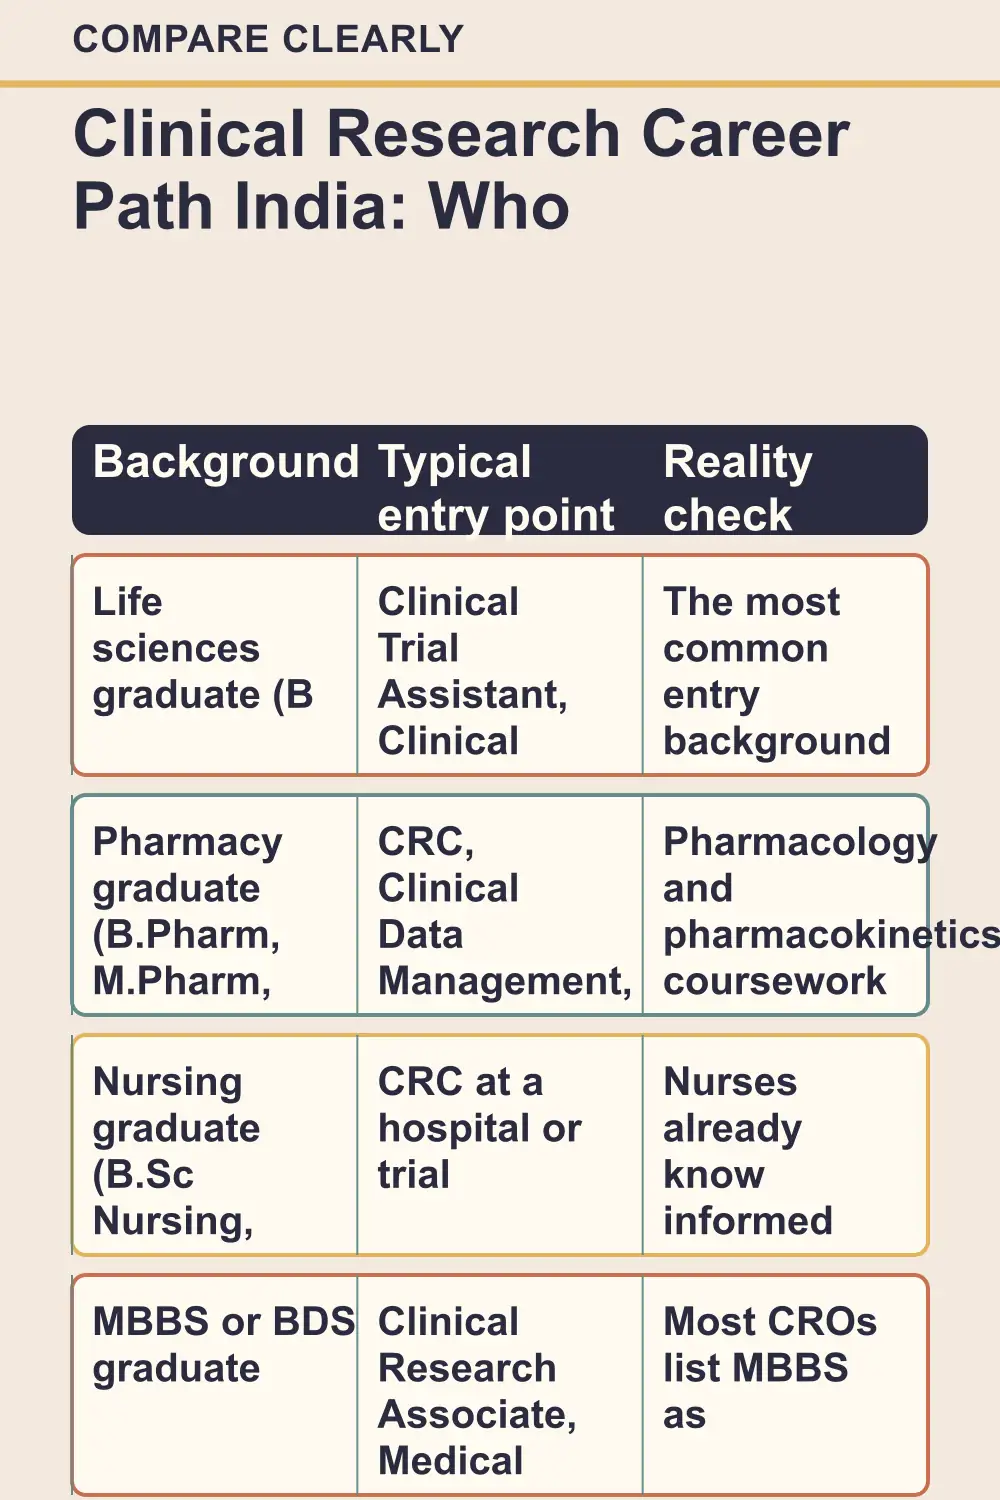 COMPARE CLEARLY
Clinical Research Career
Path India: Who
Background
Typical
entry point
Reality
check
Life
sciences
graduate (B
Clinical
Trial
Assistant,
Clinical
The most
common
entry
background
Pharmacy
graduate
(B.Pharm,
M.Pharm,
CRC,
Clinical
Data
Management,
Pharmacology
and
pharmacokinetics
coursework
Nursing
graduate
(B.Sc
Nursing,
CRC at a
hospital or
trial
Nurses
already
know
informed
MBBS or BDS
graduate
Clinical
Research
Associate,
Medical
Most CROs
list MBBS
as